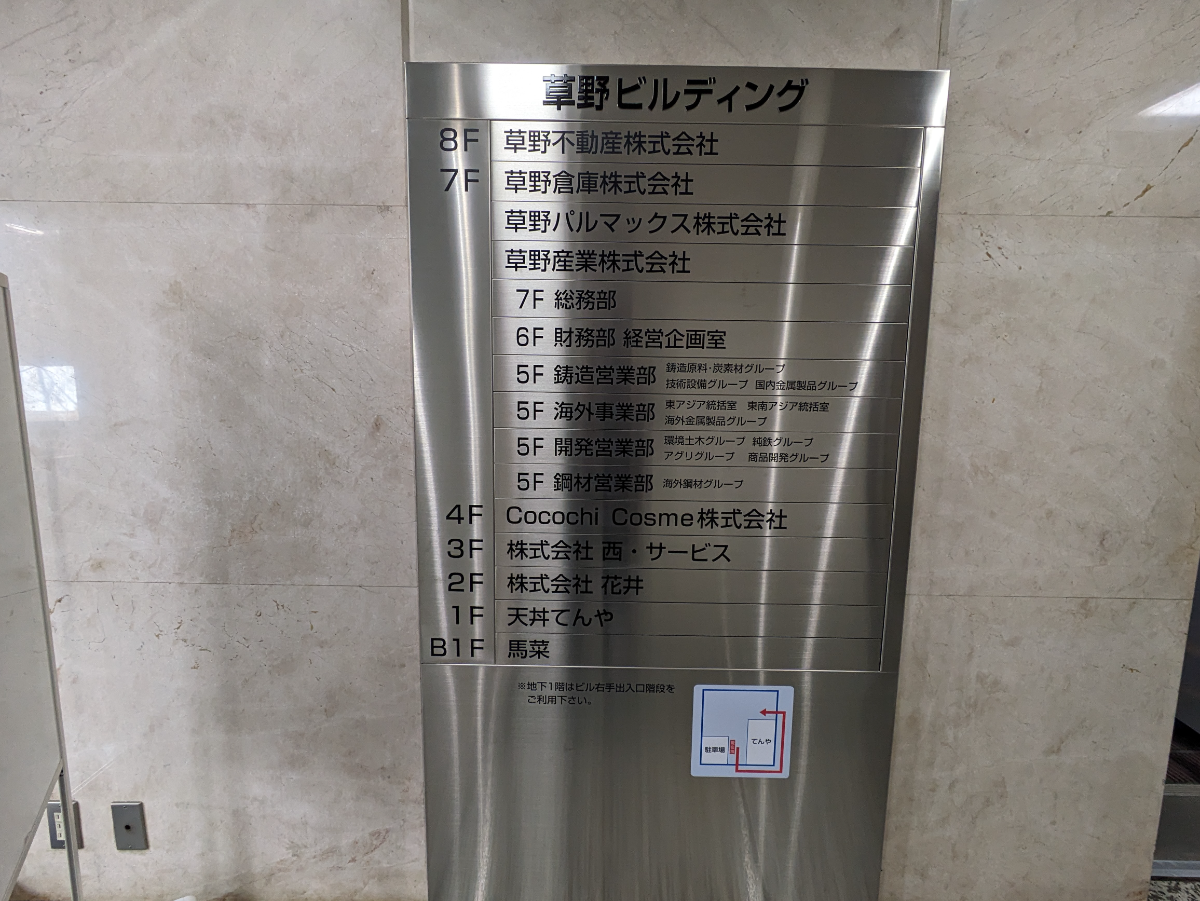 草野ビルディング
8F 草野不動産株式会社
7F 草野倉庫株式会社
草野パルマックス株式会社
草野産業株式会社
7F 総務部
6F 財務部 経営企画室
5F 鋳造営業部 鋳造原料・炭素材グループ
技術設備グループ 国内金属製品グループ
5F 海外事業部 東アジア統括室 東南アジア統括室
海外金属製品グループ
5F 開発営業部 環境土木グループ 純鉄グループ
アグリグループ 商品開発グループ
5F 鋼材営業部 海外鋼材グループ
4F Cocochi Cosme株式会社
3F 株式会社 西・サービス
2F 株式会社 花井
1F 天丼てんや
B1F 馬菜
※地下1階はビル右手出入口階段を
ご利用下さい。
てんや
駐車場